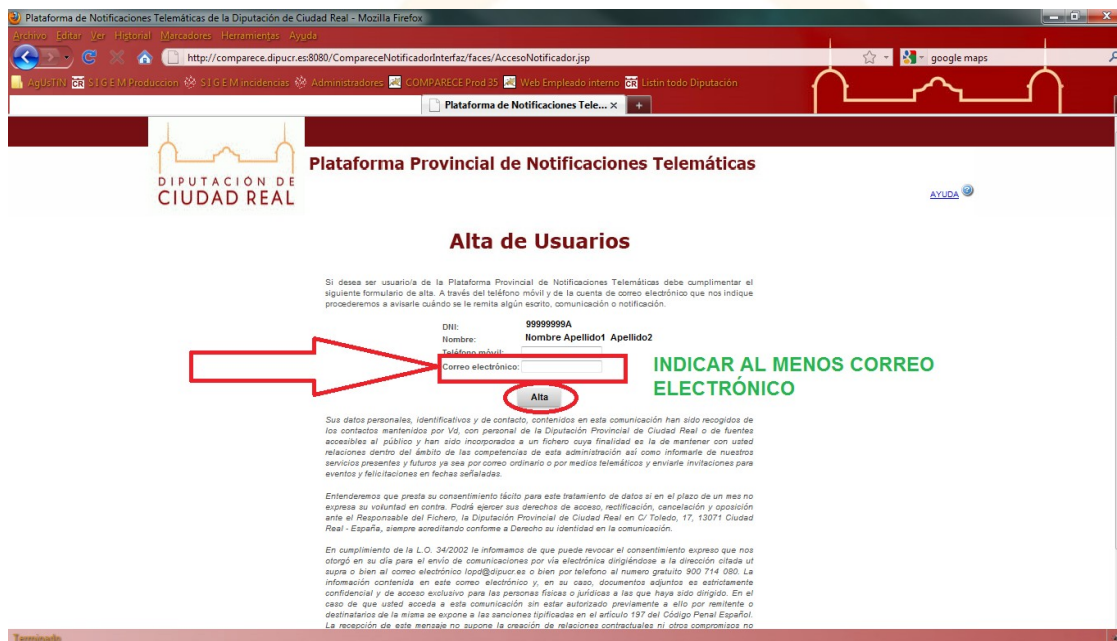 Plataforma de Notificaciones Telemáticas de la Diputación de Ciudad Real - Mozilla Firefox
Archivo Editar Ver Historial Marcadores Herramientas Ayuda
http://comparece.dipucr.es:8080/CompareceNotificadorInterfaz/faces/AccesoNotificador.jsp
google maps
AgUsTíN S I G E M Produccion S I G E M incidencias Administradores COMPARECE Prod 35 Web Empleado interno Listin todo Diputación
Plataforma de Notificaciones Tele... × +
DIPUTACIÓN DE
CIUDAD REAL
Plataforma Provincial de Notificaciones Telemáticas
AYUDA
Alta de Usuarios
Si desea ser usuario/a de la Plataforma Provincial de Notificaciones Telemáticas debe cumplimentar el
siguiente formulario de alta. A través del teléfono móvil y de la cuenta de correo electrónico que nos indique
procederemos a avisarle cuándo se le remita algún escrito, comunicación o notificación.
DNI: 99999999A
Nombre: Nombre Apellido1 Apellido2
Teléfono móvil:
Correo electrónico:
INDICAR AL MENOS CORREO
ELECTRÓNICO
Alta
Sus datos personales, identificativos y de contacto, contenidos en esta comunicación han sido recogidos de
los contactos mantenidos por Vd, con personal de la Diputación Provincial de Ciudad Real o de fuentes
accesibles al público y han sido incorporados a un fichero cuya finalidad es la de mantener con usted
relaciones dentro del ámbito de las competencias de esta administración así como infomarle de nuestros
servicios presentes y futuros ya sea por correo ordinario o por medios telemáticos y enviarle invitaciones para
eventos y felicitaciones en fechas señaladas.
Entenderemos que presta su consentimiento tácito para este tratamiento de datos si en el plazo de un mes no
expresa su voluntad en contra. Podrá ejercer sus derechos de acceso, rectificación, cancelación y oposición
ante el Responsable del Fichero, la Diputación Provincial de Ciudad Real en C/ Toledo, 17, 13071 Ciudad
Real - España, siempre acreditando conforme a Derecho su identidad en la comunicación.
En cumplimiento de la L.O. 34/2002 le informamos de que puede revocar el consentimiento expreso que nos
otorgó en su día para el envío de comunicaciones por vía electrónica dirigiéndose a la dirección citada ut
supra o bien al correo electrónico lopd@dipucr.es o bien por telefono al numero gratuito 900 714 080. La
información contenida en este correo electrónico y, en su caso, documentos adjuntos es estrictamente
confidencial y de acceso exclusivo para las personas físicas o jurídicas a las que haya sido dirigido. En el
caso de que usted acceda a esta comunicación sin estar autorizado previamente a ello por remitente o
destinatarios de la misma se expone a las sanciones tipificadas en el artículo 197 del Código Penal Español.
La recepción de este mensaje no supone la creación de relaciones contractuales ni otros compromisos no
Terminado